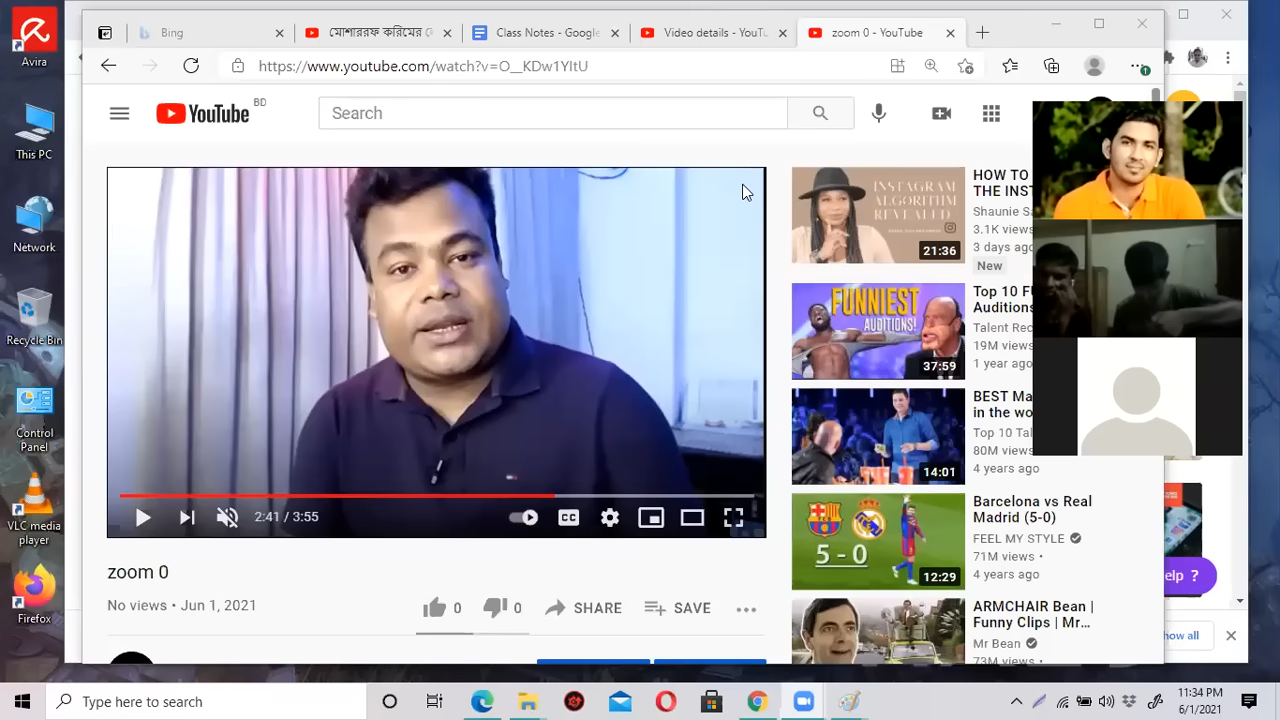 Avira
This PC
Network
Recycle Bin
Control
Panel
VLC media
player
Firefox
Bing
মোশাররফ করিমের
Class Notes - Google
Video details - YouTu
zoom 0 - YouTube
https://www.youtube.com/watch?v=O__KDw1YItU
YouTube
BD
Search
INSTAGRAM
ALGORITHM
REVEALED
21:36
HOW TO
THE INST
Shaunie Sa
3.1K views
3 days ago
New
FUNNIEST
AUDITIONS!
37:59
Top 10 FU
Auditions
Talent Rec
19M views
1 year ago
14:01
BEST Ma
in the wo
Top 10 Tal
80M views
4 years ago
5 - 0
12:29
Barcelona vs Real
Madrid (5-0)
FEEL MY STYLE
71M views •
4 years ago
ARMCHAIR Bean |
Funny Clips | Mr...
Mr Bean
73M views •
2:41 / 3:55
CC
zoom 0
No views • Jun 1, 2021
0
0
SHARE
SAVE
elp ?
how all
Type here to search
11:34 PM
6/1/2021